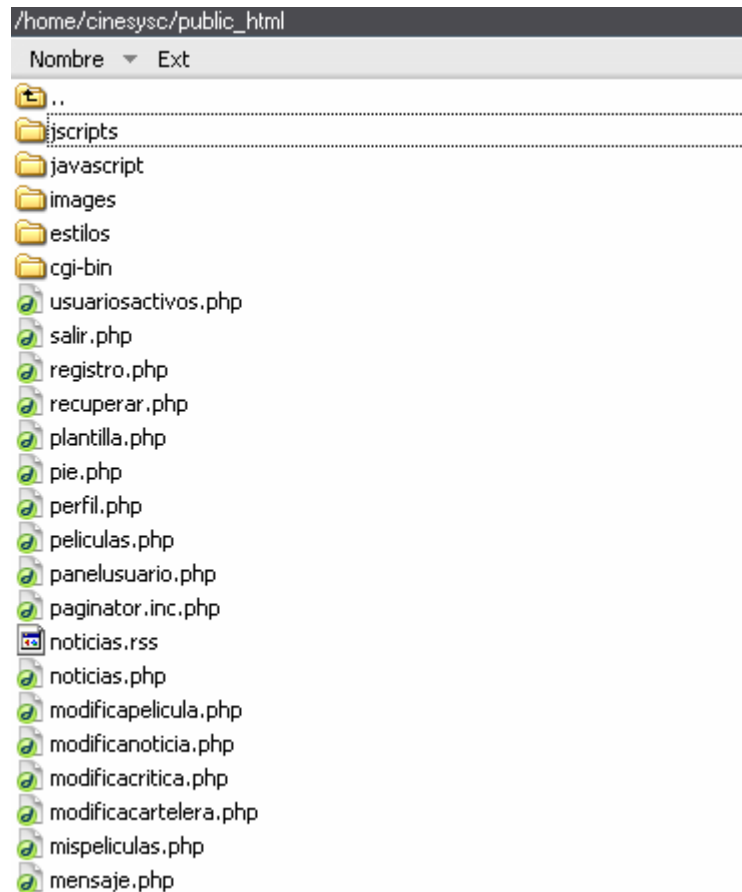 /home/cinesysc/public_html
Nombre Ext
..
jscripts
javascript
images
estilos
cgi-bin
usuariosactivos.php
salir.php
registro.php
recuperar.php
plantilla.php
pie.php
perfil.php
peliculas.php
panelusuario.php
paginator.inc.php
noticias.rss
noticias.php
modificapelicula.php
modificanoticia.php
modificacritica.php
modificacartelera.php
mispeliculas.php
mensaje.php